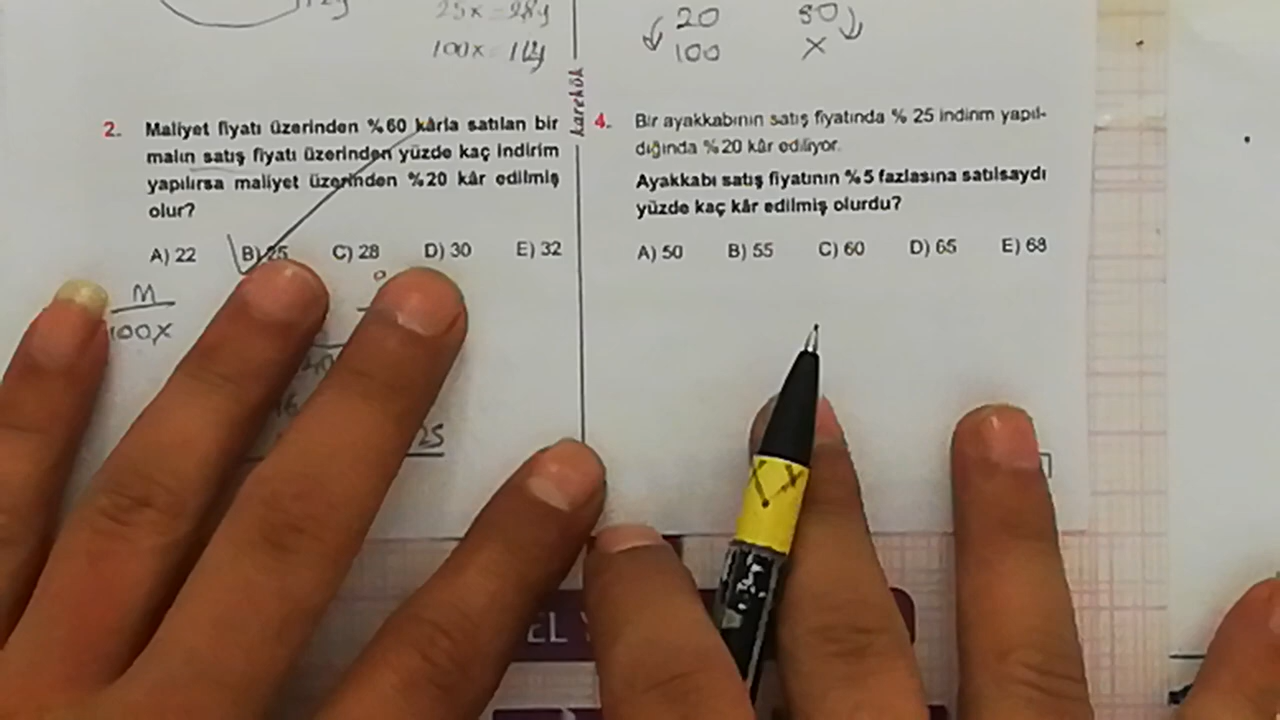 25x = 28y
100x 112y
20 80
100 x
karekök
2. Maliyet fiyatı üzerinden %60 kârla satılan bir
malın satış fiyatı üzerinden yüzde kaç indirim
yapılırsa maliyet üzerinden %20 kâr edilmiş
olur?
A) 22 B) 25 C) 28 D) 30 E) 32
M
100x
25
4. Bir ayakkabının satış fiyatında % 25 indirim yapıl-
dığında %20 kâr ediliyor.
Ayakkabı satış fiyatının %5 fazlasına satılsaydı
yüzde kaç kâr edilmiş olurdu?
A) 50 B) 55 C) 60 D) 65 E) 68
EL